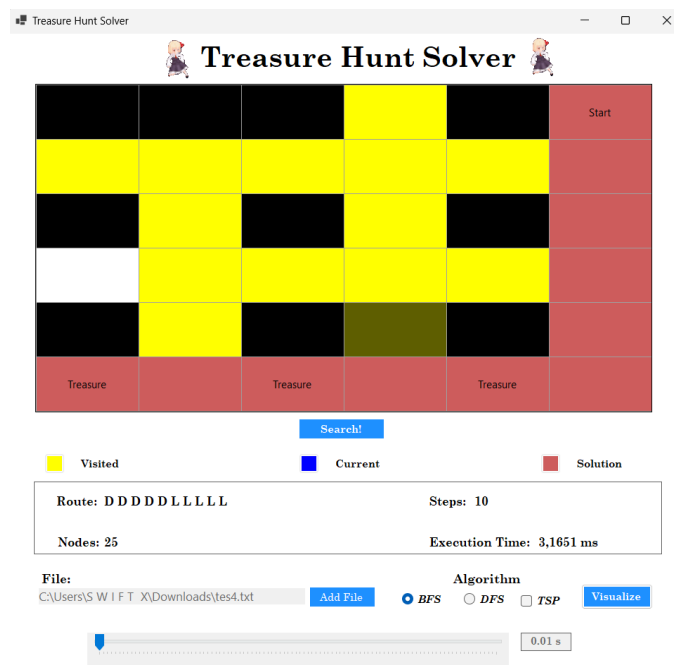 Treasure Hunt Solver
Treasure Hunt Solver
Start
Treasure Treasure Treasure
Search!
Visited Current Solution
Route: D D D D D L L L L L Steps: 10
Nodes: 25 Execution Time: 3,1651 ms
File: Algorithm
C:\Users\S W I F T X\Downloads\tes4.txt Add File BFS DFS TSP Visualize
0.01 s